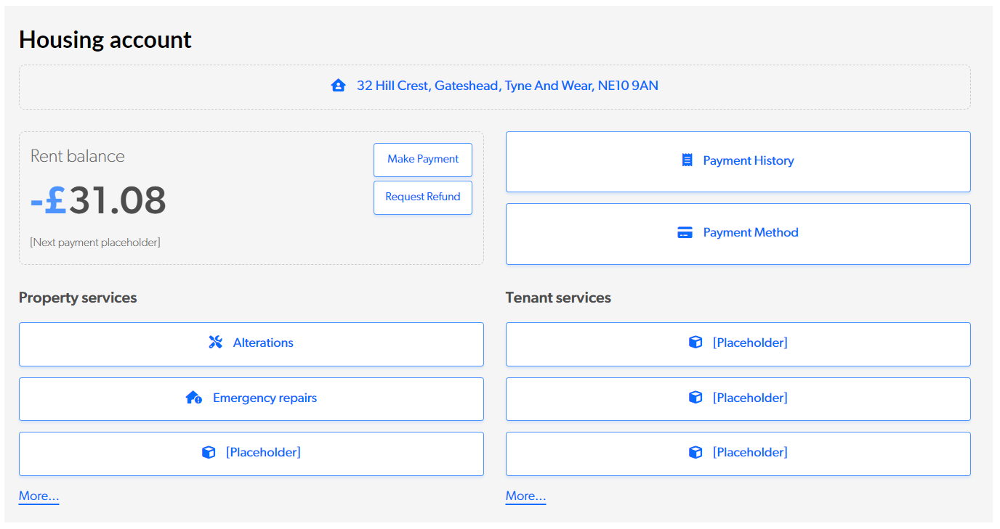 Housing account
32 Hill Crest, Gateshead, Tyne And Wear, NE10 9AN
Rent balance
-£31.08
[Next payment placeholder]
Make Payment
Request Refund
Payment History
Payment Method
Property services
Alterations
Emergency repairs
[Placeholder]
More...
Tenant services
[Placeholder]
[Placeholder]
[Placeholder]
More...